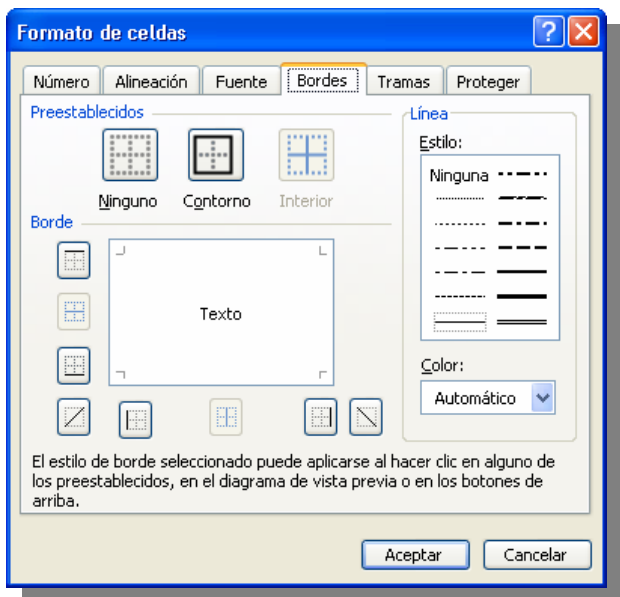 Formato de celdas
Número Alineación Fuente Bordes Tramas Proteger
Preestablecidos
Ninguno Contorno Interior
Borde
Texto
Línea
Estilo:
Ninguna
Color:
Automático
El estilo de borde seleccionado puede aplicarse al hacer clic en alguno de
los preestablecidos, en el diagrama de vista previa o en los botones de
arriba.
Aceptar Cancelar